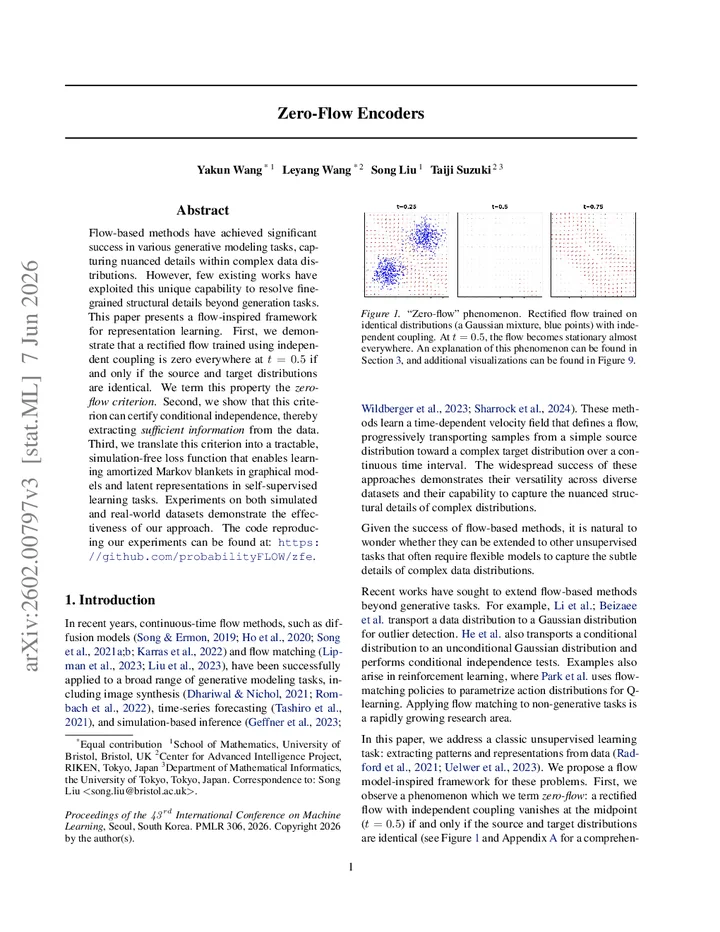 arXiv:2602.00797v3 [stat.ML] 7 Jun 2026
Zero-Flow Encoders
Yakun Wang * 1 Leyang Wang * 2 Song Liu 1 Taiji Suzuki 2 3
Abstract
Flow-based methods have achieved significant
success in various generative modeling tasks, cap-
turing nuanced details within complex data dis-
tributions. However, few existing works have
exploited this unique capability to resolve fine-
grained structural details beyond generation tasks.
This paper presents a flow-inspired framework
for representation learning. First, we demon-
strate that a rectified flow trained using indepen-
dent coupling is zero everywhere at t = 0.5 if
and only if the source and target distributions
are identical. We term this property the zero-
flow criterion. Second, we show that this crite-
rion can certify conditional independence, thereby
extracting sufficient information from the data.
Third, we translate this criterion into a tractable,
simulation-free loss function that enables learn-
ing amortized Markov blankets in graphical mod-
els and latent representations in self-supervised
learning tasks. Experiments on both simulated
and real-world datasets demonstrate the effec-
tiveness of our approach. The code reproduc-
ing our experiments can be found at: https:
//github.com/probabilityFLOW/zfe.
1. Introduction
In recent years, continuous-time flow methods, such as dif-
fusion models (Song & Ermon, 2019; Ho et al., 2020; Song
et al., 2021a;b; Karras et al., 2022) and flow matching (Lip-
man et al., 2023; Liu et al., 2023), have been successfully
applied to a broad range of generative modeling tasks, in-
cluding image synthesis (Dhariwal & Nichol, 2021; Rom-
bach et al., 2022), time-series forecasting (Tashiro et al.,
2021), and simulation-based inference (Geffner et al., 2023;
*Equal contribution 1School of Mathematics, University of
Bristol, Bristol, UK 2Center for Advanced Intelligence Project,
RIKEN, Tokyo, Japan 3Department of Mathematical Informatics,
the University of Tokyo, Tokyo, Japan. Correspondence to: Song
Liu <song.liu@bristol.ac.uk>.
Proceedings of the 43rd International Conference on Machine
Learning, Seoul, South Korea. PMLR 306, 2026. Copyright 2026
by the author(s).
t=0.25 t=0.5 t=0.75
Figure 1. “Zero-flow” phenomenon. Rectified flow trained on
identical distributions (a Gaussian mixture, blue points) with inde-
pendent coupling. At t = 0.5, the flow becomes stationary almost
everywhere. An explanation of this phenomenon can be found in
Section 3, and additional visualizations can be found in Figure 9.
Wildberger et al., 2023; Sharrock et al., 2024). These meth-
ods learn a time-dependent velocity field that defines a flow,
progressively transporting samples from a simple source
distribution toward a complex target distribution over a con-
tinuous time interval. The widespread success of these
approaches demonstrates their versatility across diverse
datasets and their capability to capture the nuanced struc-
tural details of complex distributions.
Given the success of flow-based methods, it is natural to
wonder whether they can be extended to other unsupervised
tasks that often require flexible models to capture the subtle
details of complex data distributions.
Recent works have sought to extend flow-based methods
beyond generative tasks. For example, Li et al.; Beizaee
et al. transport a data distribution to a Gaussian distribution
for outlier detection. He et al. also transports a conditional
distribution to an unconditional Gaussian distribution and
performs conditional independence tests. Examples also
arise in reinforcement learning, where Park et al. uses flow-
matching policies to parametrize action distributions for Q-
learning. Applying flow matching to non-generative tasks is
a rapidly growing research area.
In this paper, we address a classic unsupervised learning
task: extracting patterns and representations from data (Rad-
ford et al., 2021; Uelwer et al., 2023). We propose a flow
model-inspired framework for these problems. First, we
observe a phenomenon which we term zero-flow: a rectified
flow with independent coupling vanishes at the midpoint
(t = 0.5) if and only if the source and target distributions
are identical (see Figure 1 and Appendix A for a comprehen-
1